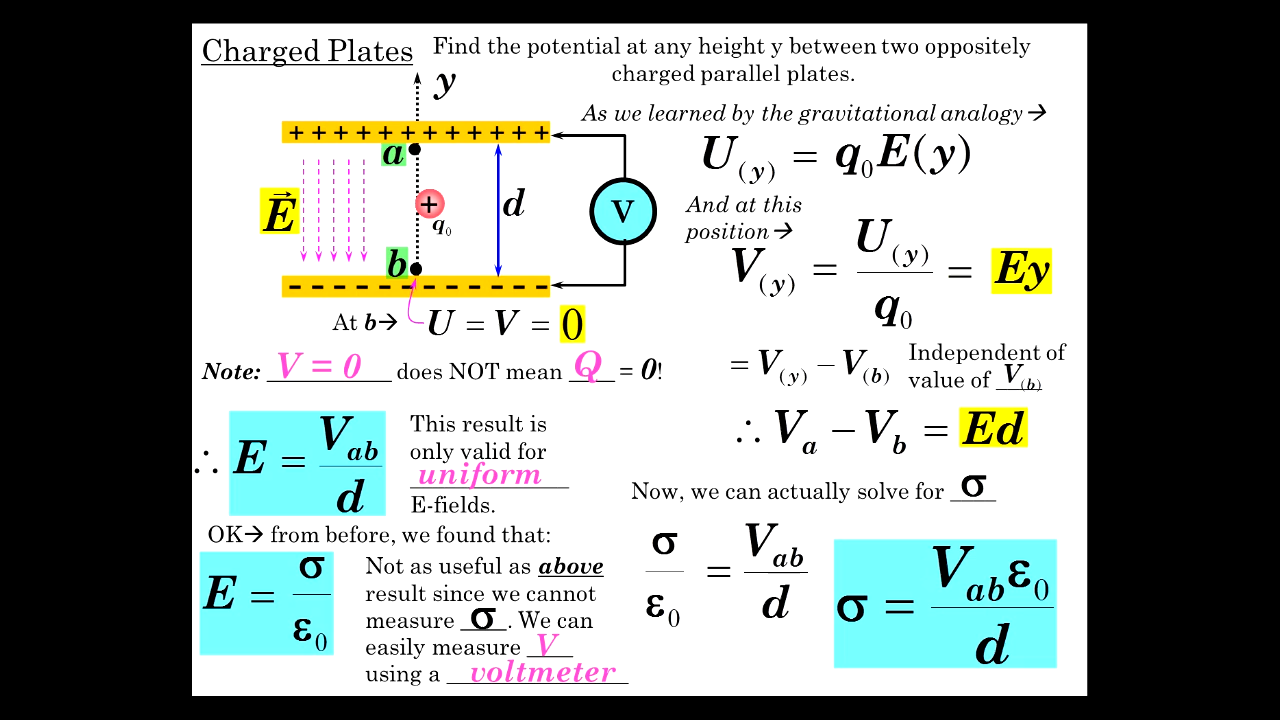 Charged Plates
Find the potential at any height y between two oppositely
charged parallel plates.
y
As we learned by the gravitational analogy→
+ + + + + + + + + + + +
a
U(y) = q₀E(y)
E⃗
+
q₀
d
V
And at this
position→
V(y) = U(y) / q₀ = Ey
b
− − − − − − − − − − − −
At b→ U = V = 0
Note: V = 0 does NOT mean Q = 0!
= V(y) − V(b)
Independent of
value of V(b)
∴ E = Vab / d
This result is
only valid for
uniform
E-fields.
∴ Va − Vb = Ed
Now, we can actually solve for σ
OK→ from before, we found that:
E = σ / ε₀
Not as useful as above
result since we cannot
measure σ. We can
easily measure V
using a voltmeter
σ / ε₀ = Vab / d
σ = Vabε₀ / d